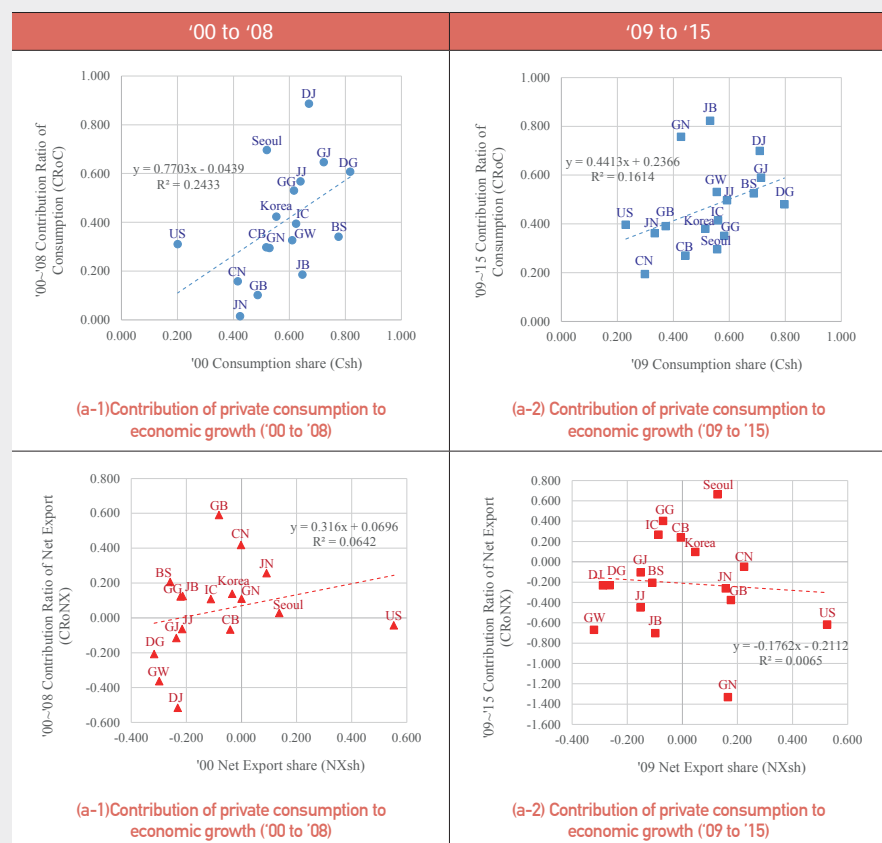 '00 to '08
'09 to '15
'00~'08 Contribution Ratio of
Consumption (CRoC)
1.000
0.800
0.600
0.400
0.200
0.000
DJ
Seoul
GJ
DG
y = 0.7703x - 0.0439
R² = 0.2433
JJ
GG
Korea
IC
US
CB
GN
GW
BS
CN
GB
JB
JN
0.000
0.200
0.400
0.600
0.800
1.000
'00 Consumption share (Csh)
(a-1)Contribution of private consumption to
economic growth ('00 to '08)
'09~'15 Contribution Ratio of
Consumption (CRoC)
1.000
0.800
0.600
0.400
0.200
0.000
JB
GN
DJ
y = 0.4413x + 0.2366
R² = 0.1614
GJ
GW
BS
JJ
DG
US
GB
IC
JN
Korea
GG
Seoul
CB
CN
0.000
0.200
0.400
0.600
0.800
1.000
'09 Consumption share (Csh)
(a-2) Contribution of private consumption to
economic growth ('09 to '15)
'00~'08 Contribution Ratio of Net Export
(CRoNX)
0.800
0.600
0.400
0.200
0.000
-0.200
-0.400
-0.600
GB
y = 0.316x + 0.0696
R² = 0.0642
CN
JN
BS
GG
JB
IC
Korea
GN
Seoul
US
GJ
JJ
CB
DG
GW
DJ
-0.400
-0.200
0.000
0.200
0.400
0.600
'00 Net Export share (NXsh)
(a-1)Contribution of private consumption to
economic growth ('00 to '08)
'09~'15 Contribution Ratio of Net Export
(CRoNX)
0.800
0.600
0.400
0.200
0.000
-0.200
-0.400
-0.600
-0.800
-1.000
-1.200
-1.400
-1.600
Seoul
GG
IC
CB
Korea
CN
GJ
DJ
DG
BS
JN
GB
JJ
US
GW
JB
y = -0.1762x - 0.2112
R² = 0.0065
GN
-0.400
-0.200
0.000
0.200
0.400
0.600
'09 Net Export share (NXsh)
(a-2) Contribution of private consumption to
economic growth ('09 to '15)